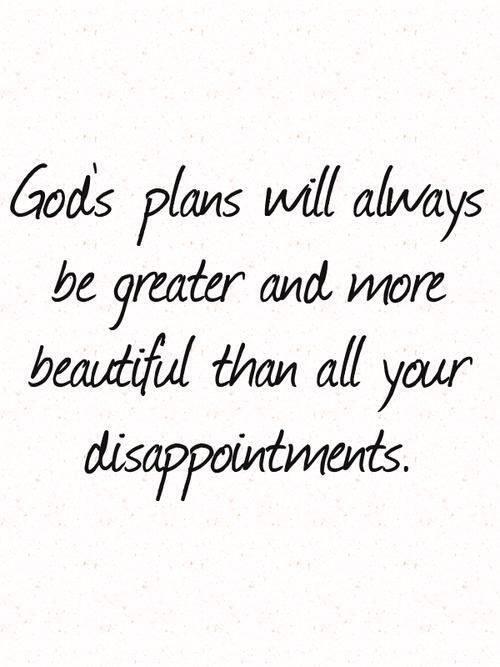 God's plans will always
be greater and more
beautiful than all your
disappointments.